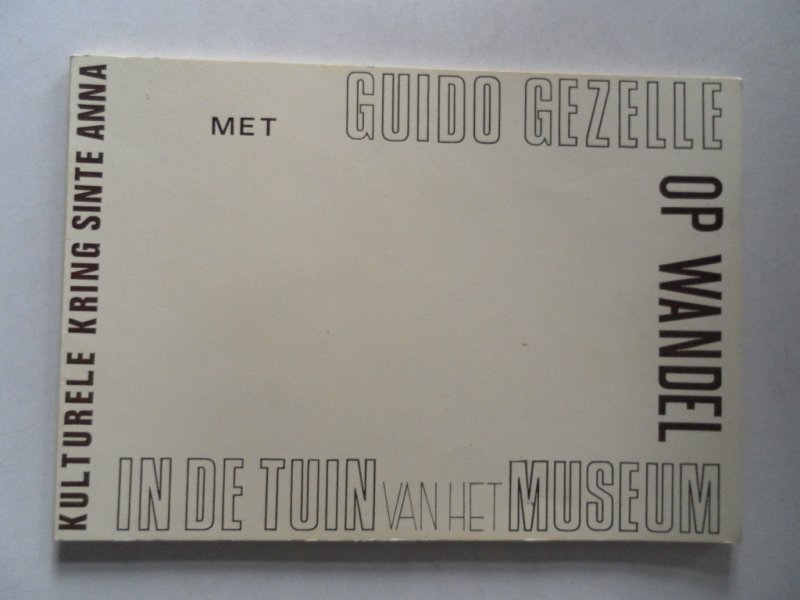 KULTURELE KRING SINTE ANNA
MET GUIDO GEZELLE
OP WANDEL
IN DE TUIN VAN HET MUSEUM